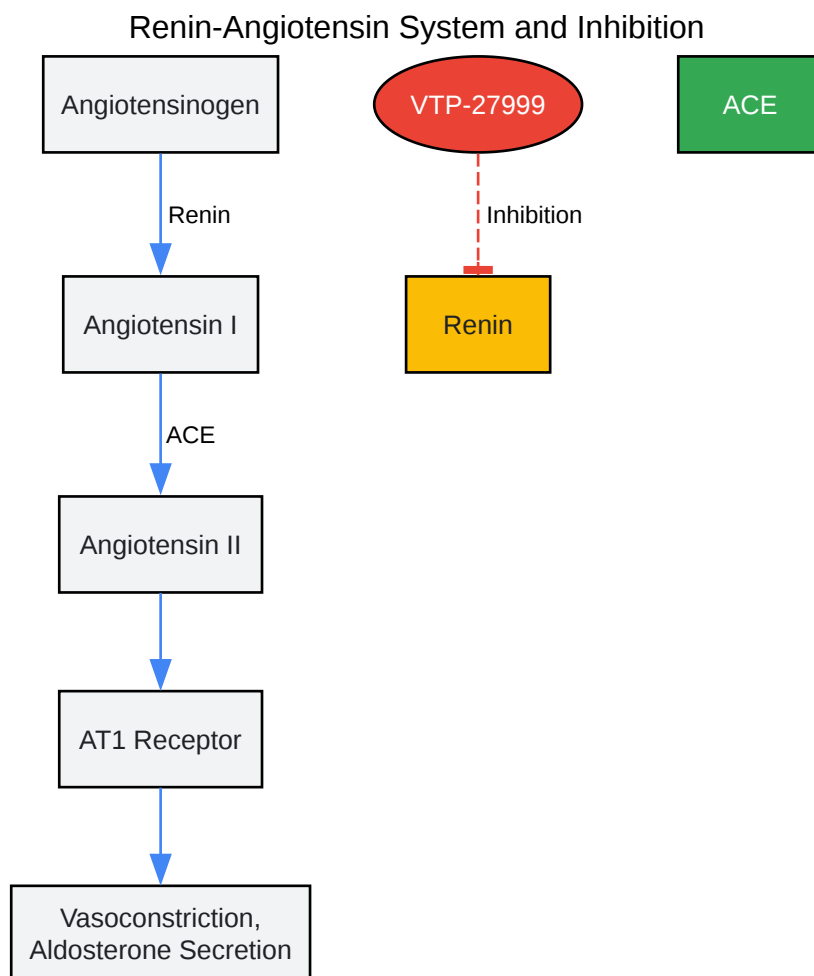 Renin-Angiotensin System and Inhibition
Angiotensinogen
VTP-27999
ACE
Renin
Inhibition
Angiotensin I
Renin
ACE
Angiotensin II
AT1 Receptor
Vasoconstriction,
Aldosterone Secretion